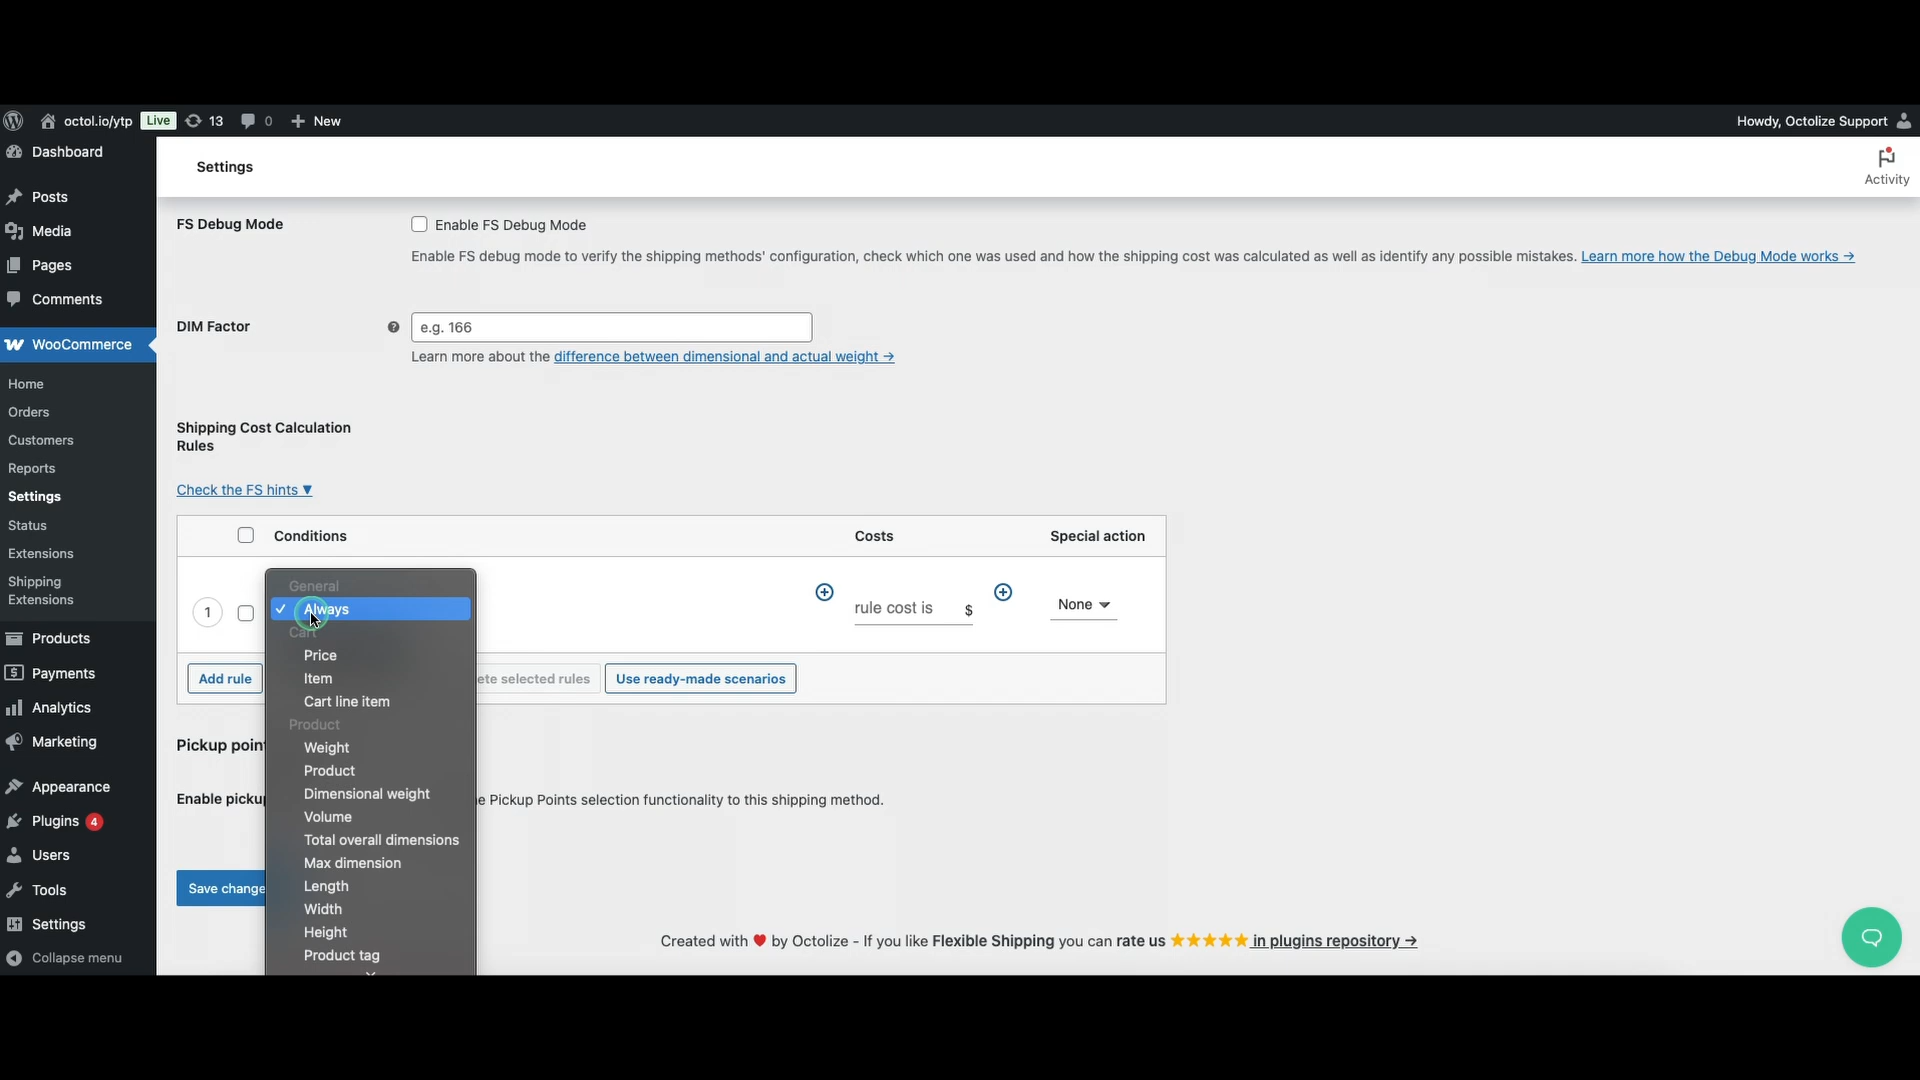 octol.io/ytp Live 13 0 New Howdy, Octolize Support
Dashboard
Posts
Media
Pages
Comments
WooCommerce
Home
Orders
Customers
Reports
Settings
Status
Extensions
Shipping
Extensions
Products
Payments
Analytics
Marketing
Appearance
Plugins 4
Users
Tools
Settings
Collapse menu
Settings
Activity
FS Debug Mode
Enable FS Debug Mode
Enable FS debug mode to verify the shipping methods' configuration, check which one was used and how the shipping cost was calculated as well as identify any possible mistakes. Learn more how the Debug Mode works →
DIM Factor
e.g. 166
Learn more about the difference between dimensional and actual weight →
Shipping Cost Calculation
Rules
Check the FS hints ▼
Conditions Costs Special action
1 rule cost is $ None
General
✓ Always
Cart
Price
Item
Cart line item
Product
Weight
Product
Dimensional weight
Volume
Total overall dimensions
Max dimension
Length
Width
Height
Product tag
Add rule ete selected rules Use ready-made scenarios
Pickup poin
Enable picku e Pickup Points selection functionality to this shipping method.
Save change
Created with ♥ by Octolize - If you like Flexible Shipping you can rate us ★★★★★ in plugins repository →